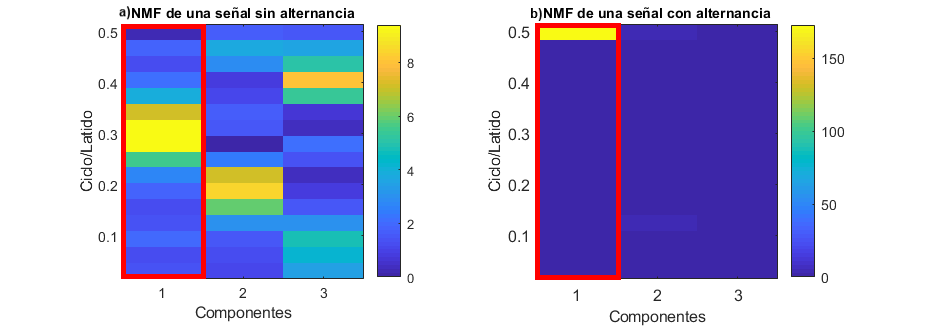 a)NMF de una señal sin alternancia
0.5
0.4
0.3
0.2
0.1
Ciclo/Latido
1 2 3
Componentes
8
6
4
2
0
b)NMF de una señal con alternancia
0.5
0.4
0.3
0.2
0.1
Ciclo/Latido
1 2 3
Componentes
150
100
50
0